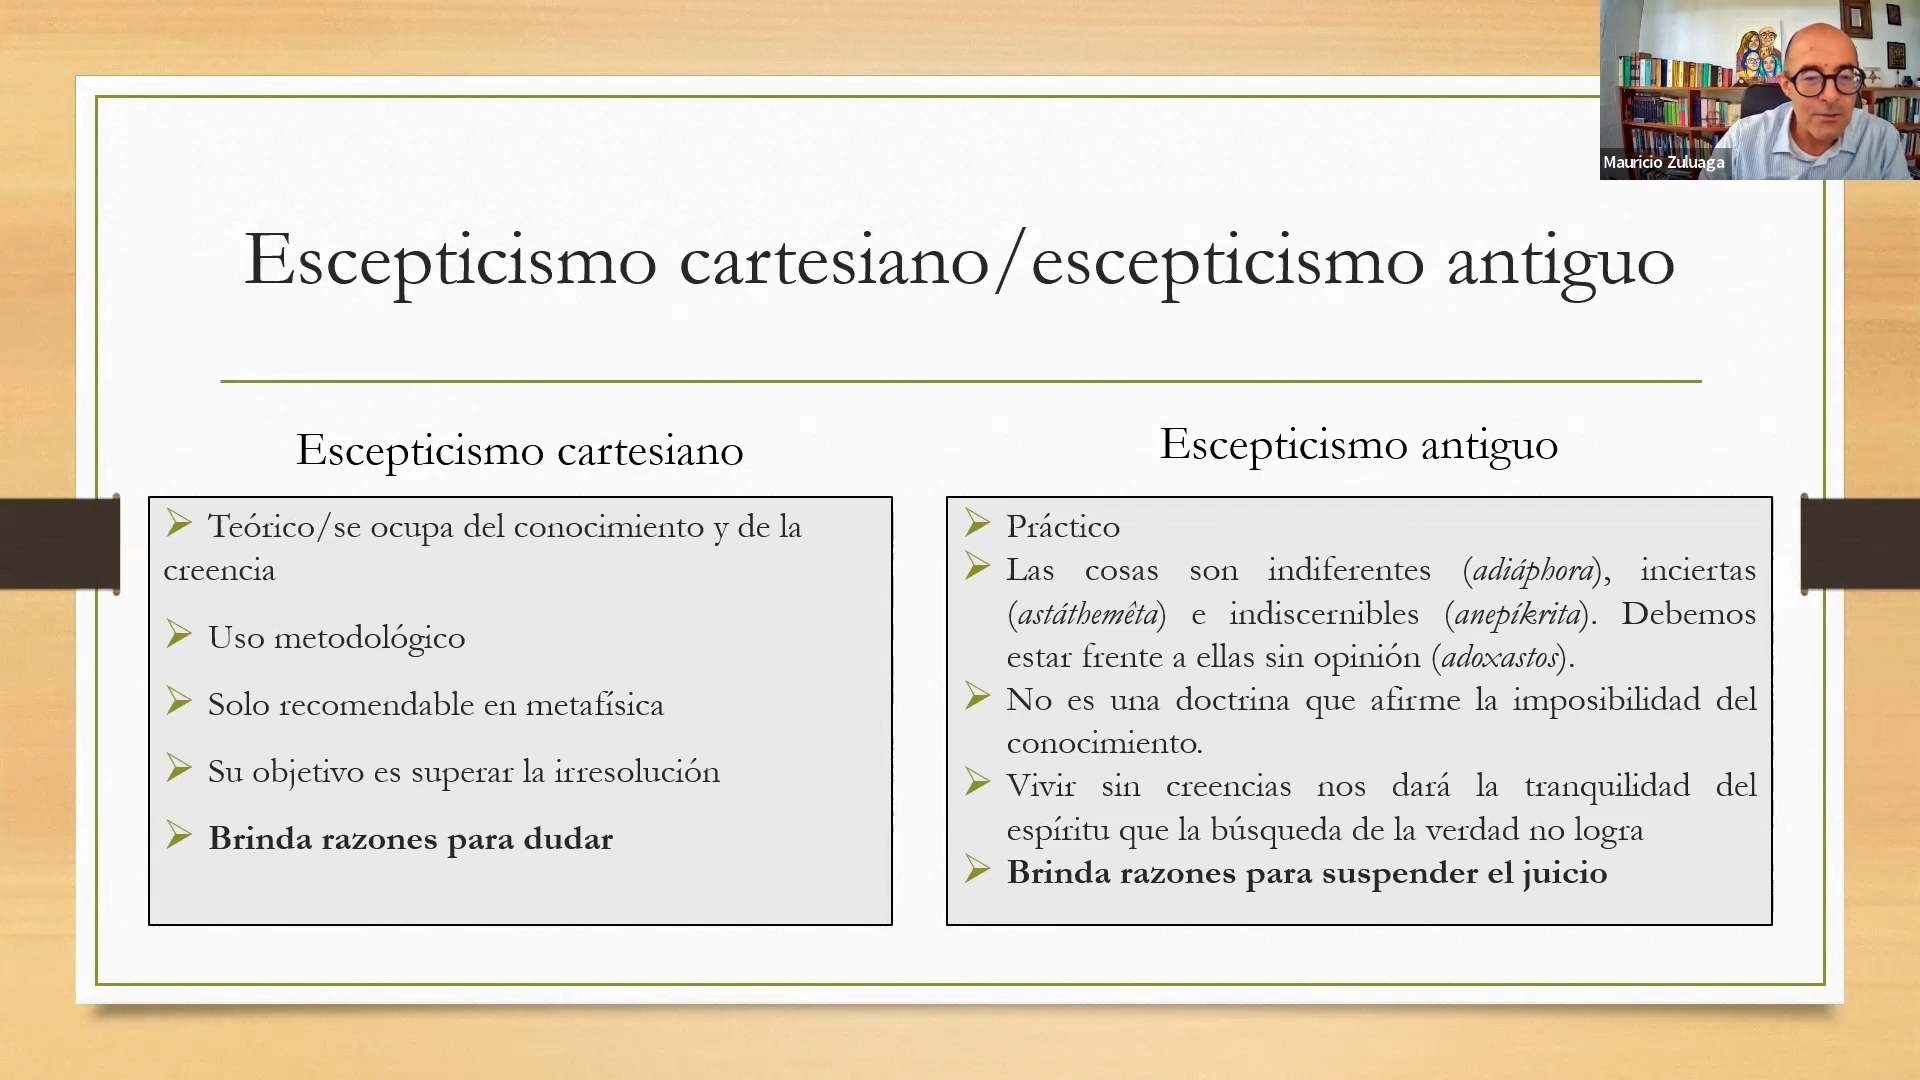 Mauricio Zuluaga
Escepticismo cartesiano/escepticismo antiguo
Escepticismo cartesiano
Teórico/se ocupa del conocimiento y de la
creencia
Uso metodológico
Solo recomendable en metafísica
Su objetivo es superar la irresolución
Brinda razones para dudar
Escepticismo antiguo
Práctico
Las cosas son indiferentes (adiáphora), inciertas
(astáthemêta) e indiscernibles (anepíkrita). Debemos
estar frente a ellas sin opinión (adoxastos).
No es una doctrina que afirme la imposibilidad del
conocimiento.
Vivir sin creencias nos dará la tranquilidad del
espíritu que la búsqueda de la verdad no logra
Brinda razones para suspender el juicio